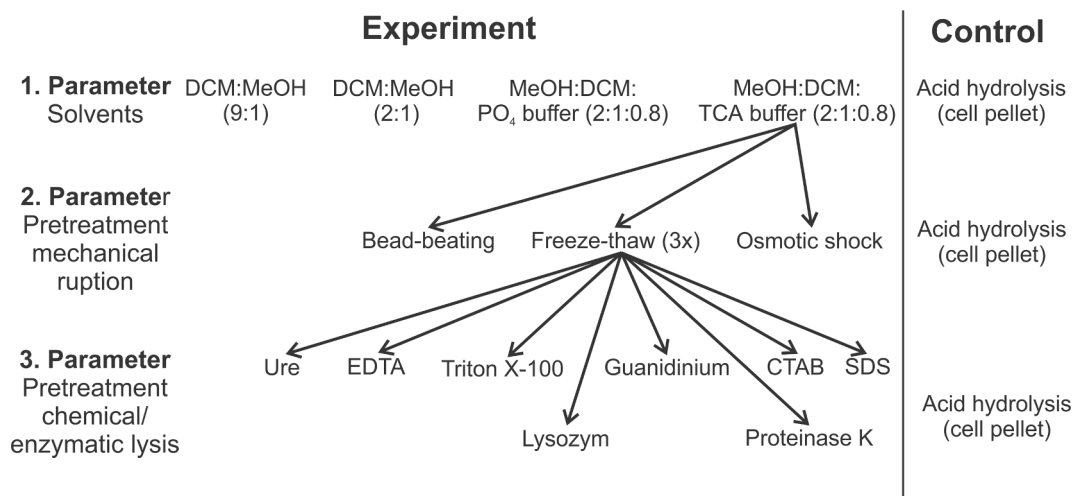 Experiment
Control
1. Parameter
Solvents
DCM:MeOH
(9:1)
DCM:MeOH
(2:1)
MeOH:DCM:
PO₄ buffer (2:1:0.8)
MeOH:DCM:
TCA buffer (2:1:0.8)
Acid hydrolysis
(cell pellet)
2. Parameter
Pretreatment
mechanical
ruption
Bead-beating
Freeze-thaw (3x)
Osmotic shock
Acid hydrolysis
(cell pellet)
3. Parameter
Pretreatment
chemical/
enzymatic lysis
Ure
EDTA
Triton X-100
Guanidinium
CTAB
SDS
Lysozym
Proteinase K
Acid hydrolysis
(cell pellet)